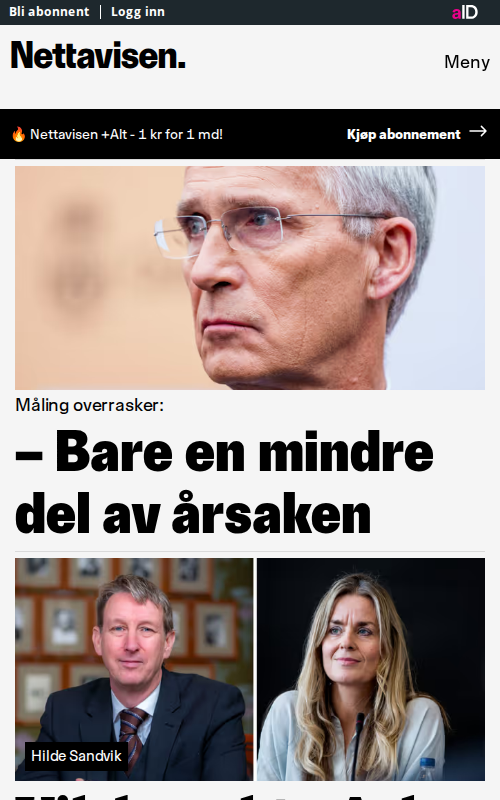 Bli abonnent
Logg inn
aID
Nettavisen.
Meny
🔥 Nettavisen +Alt - 1 kr for 1 md!
Kjøp abonnement →
Måling overrasker:
– Bare en mindre
del av årsaken
Hilde Sandvik